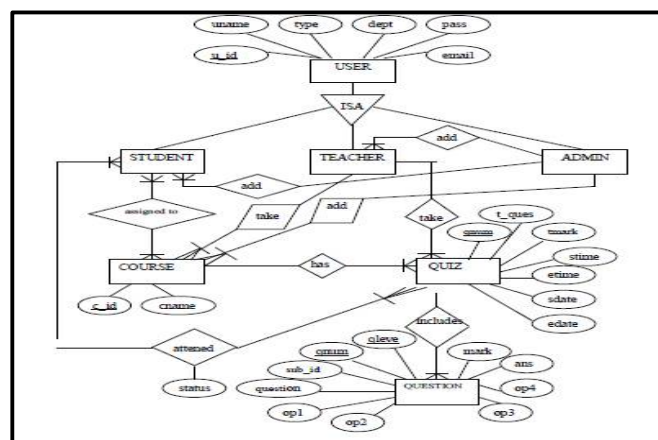 uname
type
dept
pass
u_id
email
USER
ISA
STUDENT
TEACHER
add
ADMIN
add
assigned to
take
add
take
t_ques
qnum
tmark
stime
COURSE
has
QUIZ
etime
c_id
cname
sdate
edate
attened
includes
status
qnum
qleve
mark
sub_id
ans
question
QUESTION
op4
op1
op2
op3